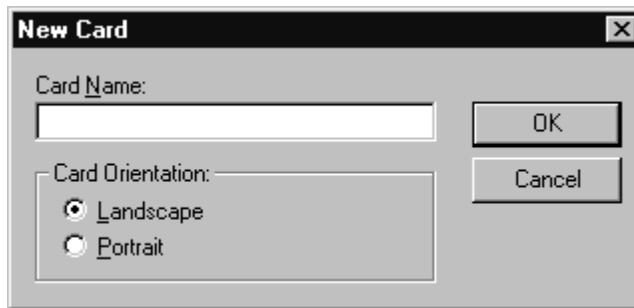 New Card
Card Name:
OK
Cancel
Card Orientation:
Landscape
Portrait